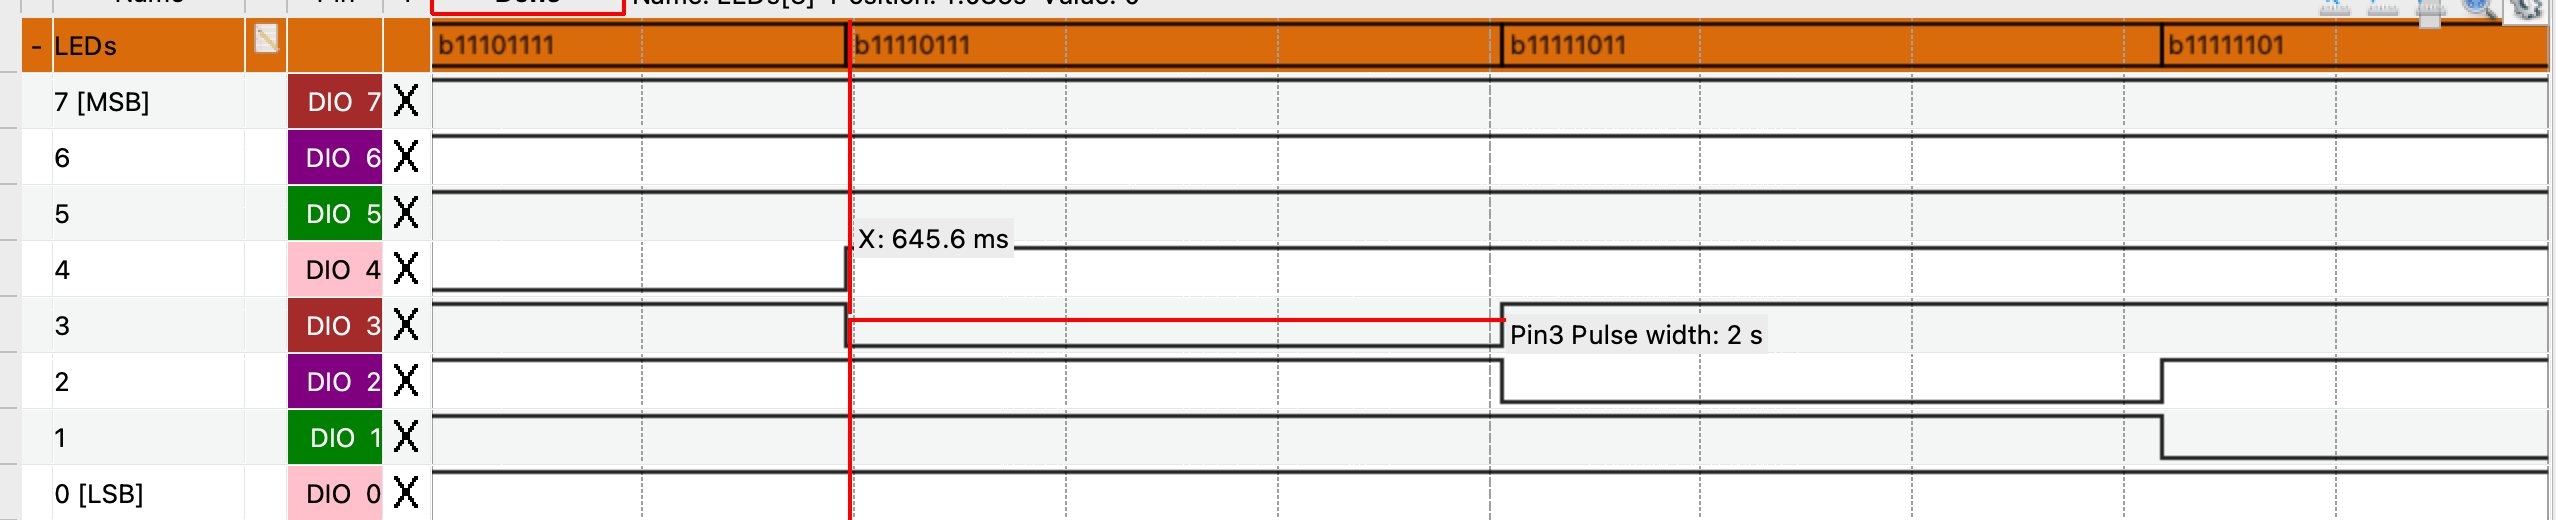 - LEDs b11101111 b11110111 b11111011 b11111101
7 [MSB] DIO 7 X
6 DIO 6 X
5 DIO 5 X
X: 645.6 ms
4 DIO 4 X
3 DIO 3 X Pin3 Pulse width: 2 s
2 DIO 2 X
1 DIO 1 X
0 [LSB] DIO 0 X